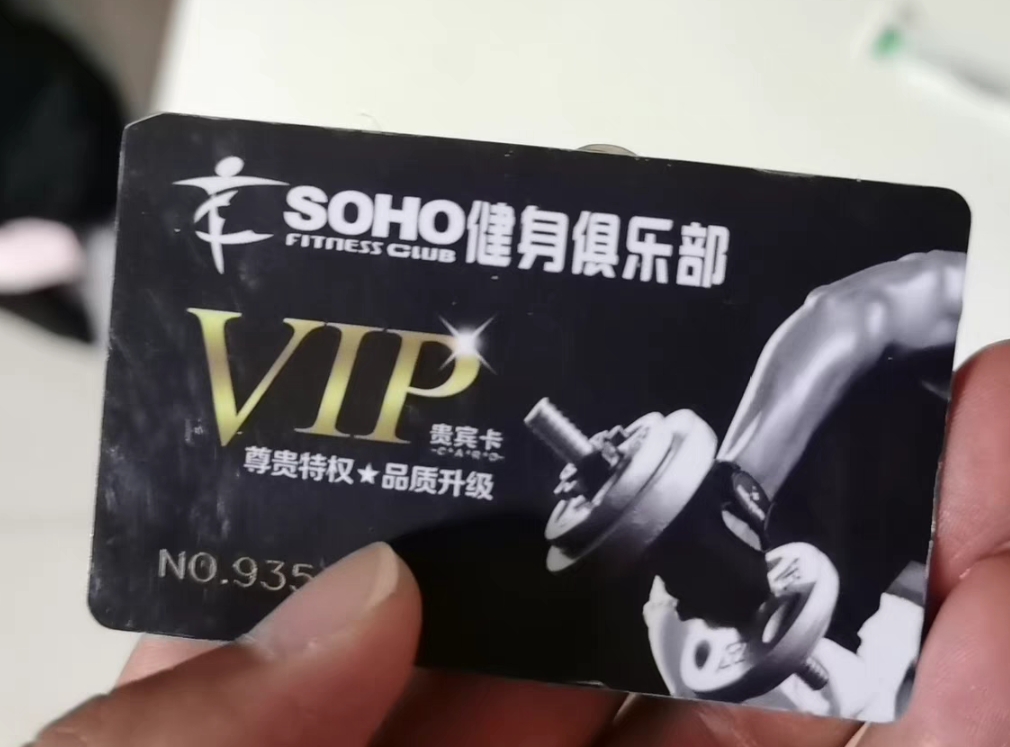 SOHO健身俱乐部
FITNESS CLUB
VIP
贵宾卡
-C*A*R*D-
尊贵特权★品质升级
NO.935